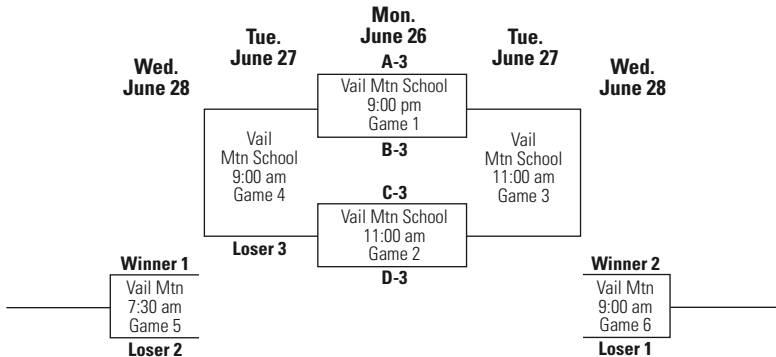 Mon.
June 26
Tue.
June 27
Tue.
June 27
Wed.
June 28
Wed.
June 28
A-3
Vail Mtn School
9:00 pm
Game 1
B-3
Vail
Mtn School
9:00 am
Game 4
Loser 3
Vail
Mtn School
11:00 am
Game 3
C-3
Vail Mtn School
11:00 am
Game 2
D-3
Winner 1
Vail Mtn
7:30 am
Game 5
Loser 2
Winner 2
Vail Mtn
9:00 am
Game 6
Loser 1